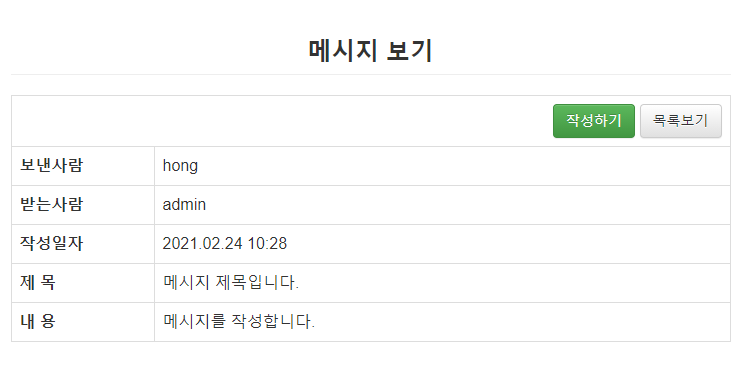 메시지 보기
작성하기 목록보기
보낸사람 hong
받는사람 admin
작성일자 2021.02.24 10:28
제 목 메시지 제목입니다.
내 용 메시지를 작성합니다.